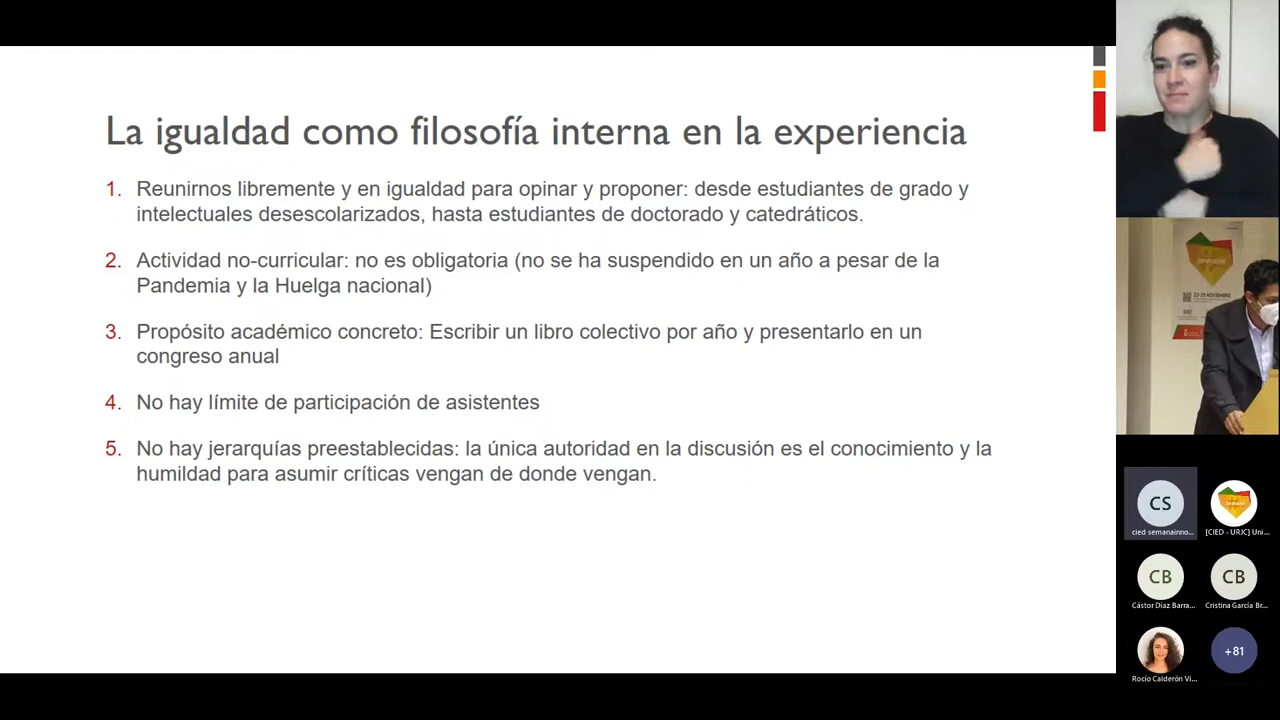 La igualdad como filosofía interna en la experiencia
1. Reunirnos libremente y en igualdad para opinar y proponer: desde estudiantes de grado y
intelectuales desescolarizados, hasta estudiantes de doctorado y catedráticos.
2. Actividad no-curricular: no es obligatoria (no se ha suspendido en un año a pesar de la
Pandemia y la Huelga nacional)
3. Propósito académico concreto: Escribir un libro colectivo por año y presentarlo en un
congreso anual
4. No hay límite de participación de asistentes
5. No hay jerarquías preestablecidas: la única autoridad en la discusión es el conocimiento y la
humildad para asumir críticas vengan de donde vengan.
22-25 NOVIEMBRE
CS
cied semanainno...
[CIED - URJC] Uni...
CB
Cástor Díaz Barra...
CB
Cristina García Br...
Rocío Calderón Vi...
+81